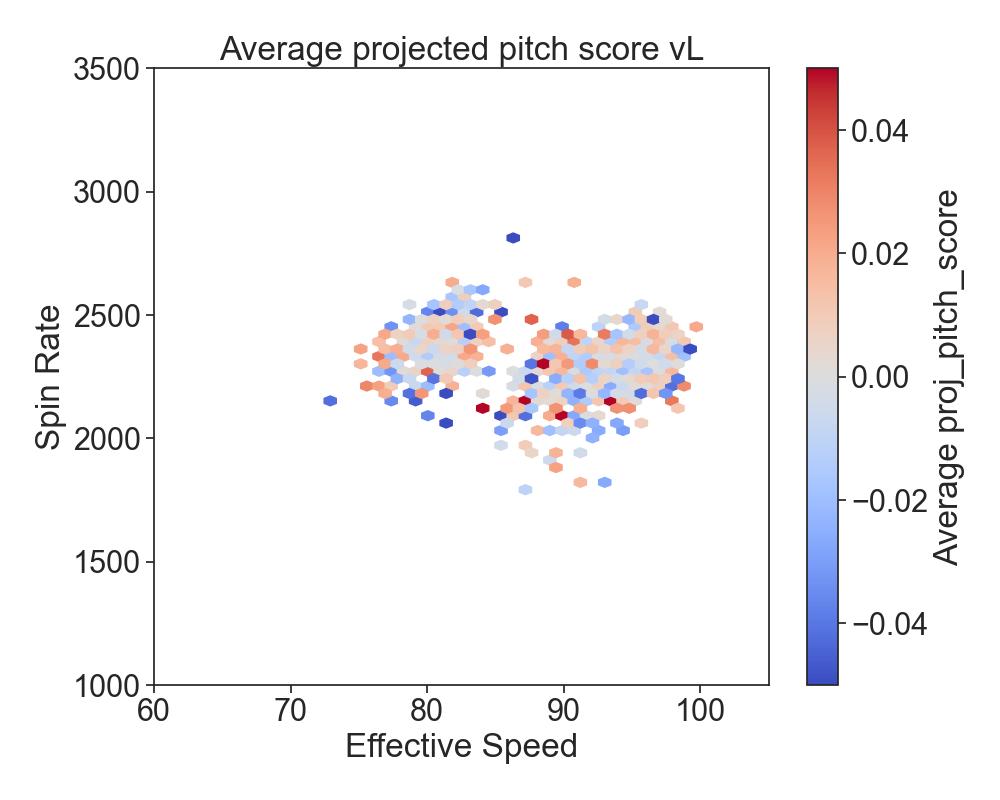 Average projected pitch score vL
3500
3000
2500
2000
1500
1000
Spin Rate
60 70 80 90 100
Effective Speed
0.04
0.02
0.00
−0.02
−0.04
Average proj_pitch_score